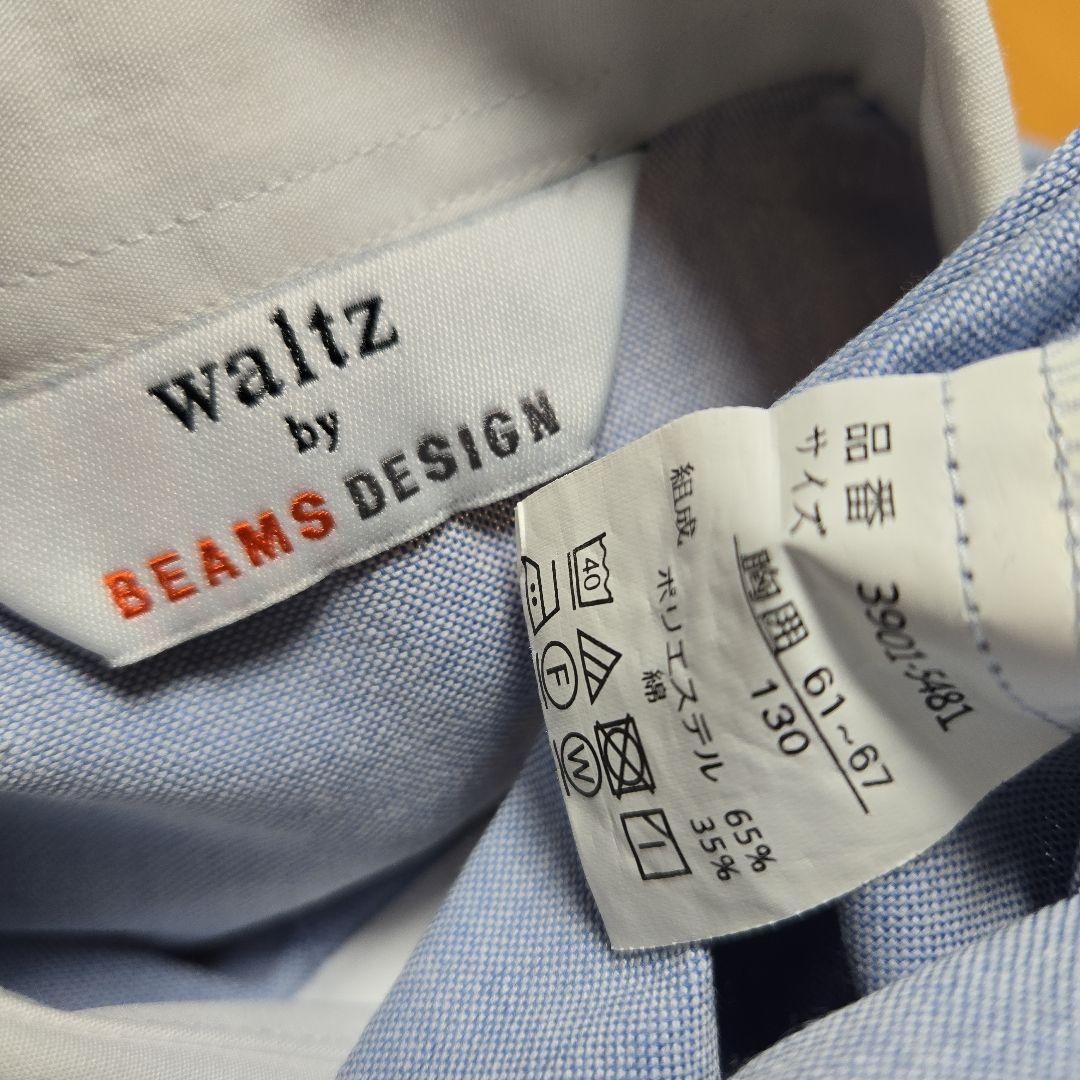 waltz
by
BEAMS DESIGN
品番 3901-5481
サイズ
胸囲 61~67
130
組成 ポリエステル 65%
綿 35%
40
F
W